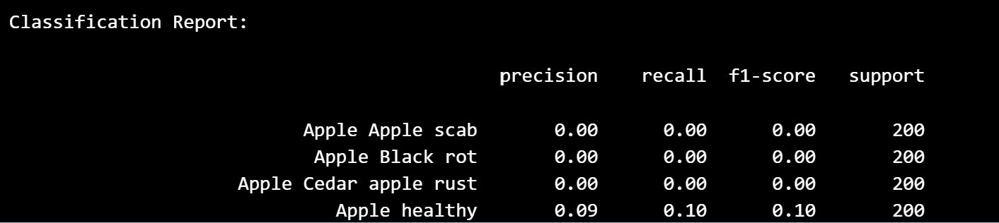 Classification Report:
precision recall f1-score support
Apple Apple scab 0.00 0.00 0.00 200
Apple Black rot 0.00 0.00 0.00 200
Apple Cedar apple rust 0.00 0.00 0.00 200
Apple healthy 0.09 0.10 0.10 200